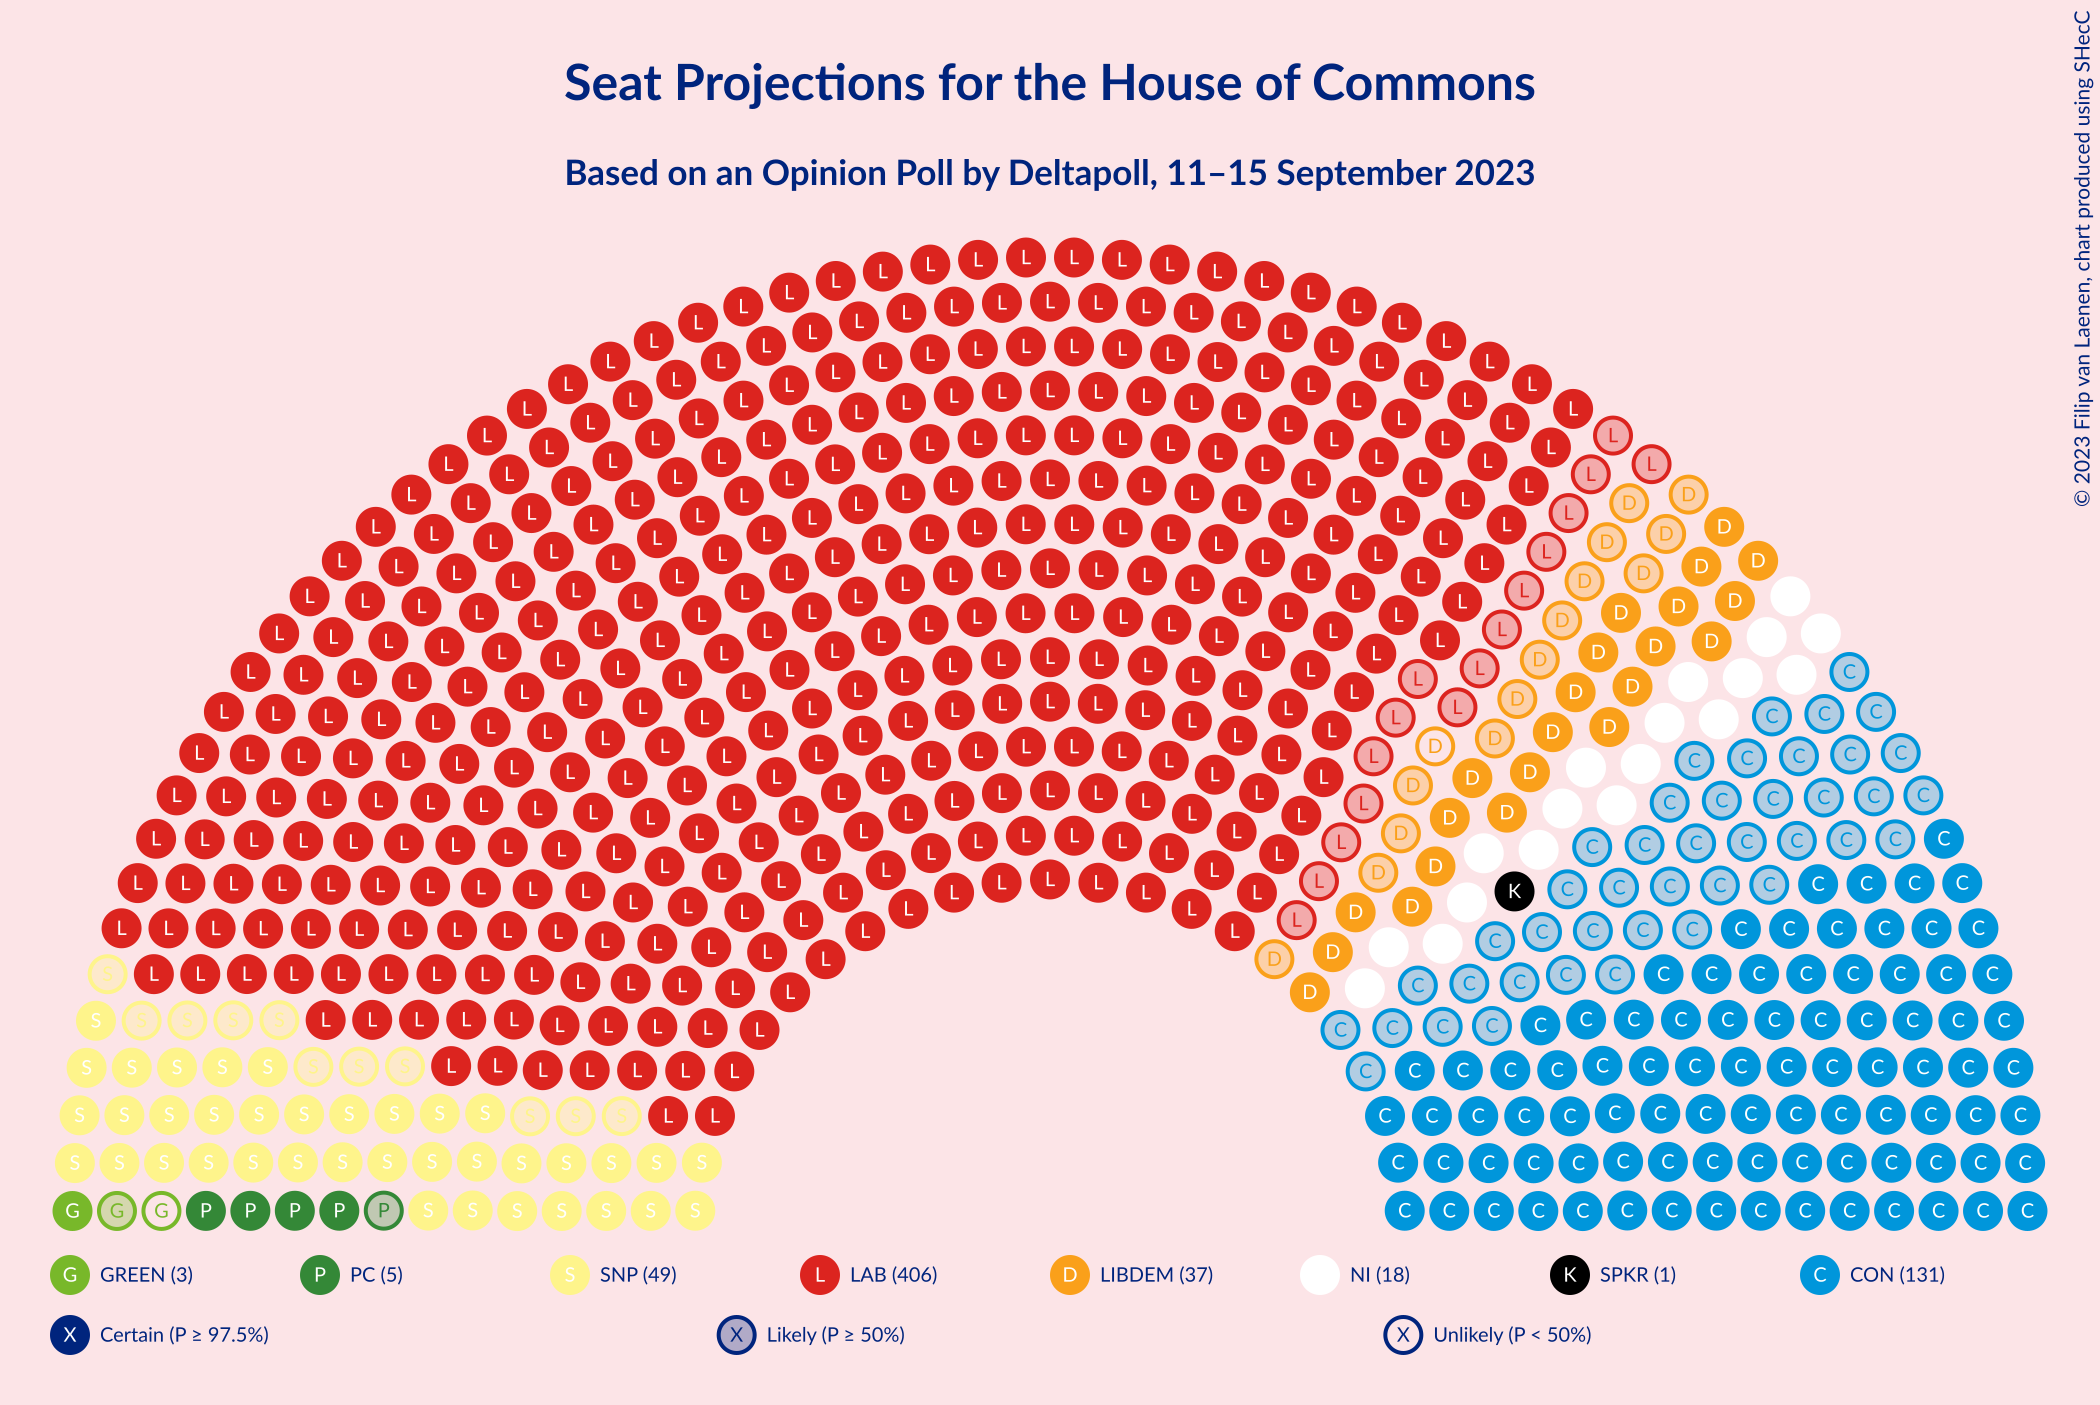 Seat Projections for the House of Commons
Based on an Opinion Poll by Deltapoll, 11–15 September 2023
© 2023 Filip van Laenen, chart produced using SHecC
G GREEN (3)
P PC (5)
S SNP (49)
L LAB (406)
D LIBDEM (37)
NI (18)
K SPKR (1)
C CON (131)
X Certain (P ≥ 97.5%)
X Likely (P ≥ 50%)
X Unlikely (P < 50%)